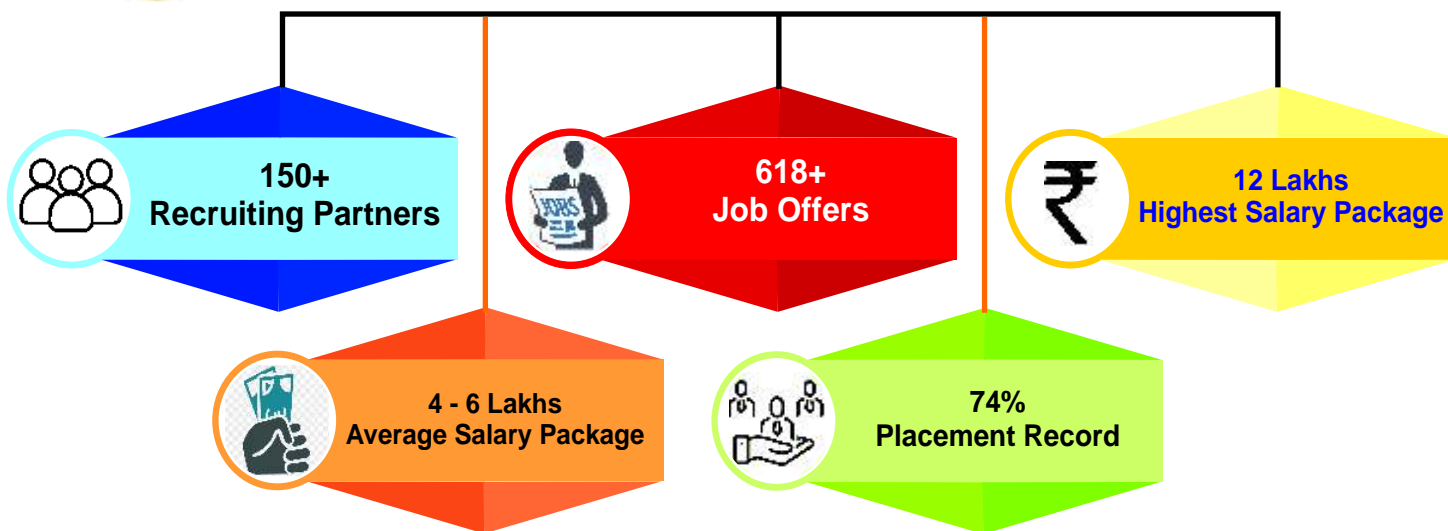 150+
Recruiting Partners
618+
Job Offers
JOBS
₹
12 Lakhs
Highest Salary Package
4 - 6 Lakhs
Average Salary Package
74%
Placement Record